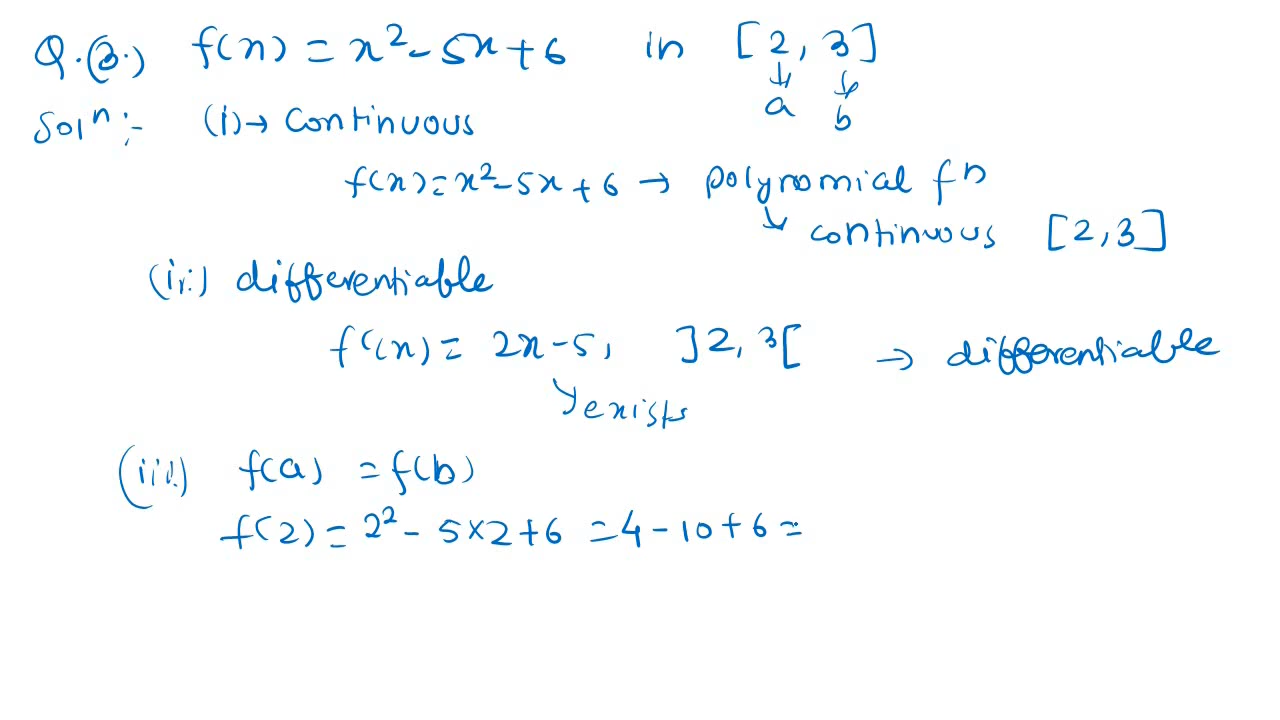 Q.(3.) f(x) = x² - 5x + 6 in [2, 3]
↓ ↓
a b
Solⁿ:- (i) → continuous
f(x) = x² - 5x + 6 → polynomial fⁿ
↳ continuous [2,3]
(ii) differentiable
f'(x) = 2x - 5, ]2, 3[ → differentiable
↳ exists
(iii) f(a) = f(b)
f(2) = 2² - 5×2 + 6 = 4 - 10 + 6 =